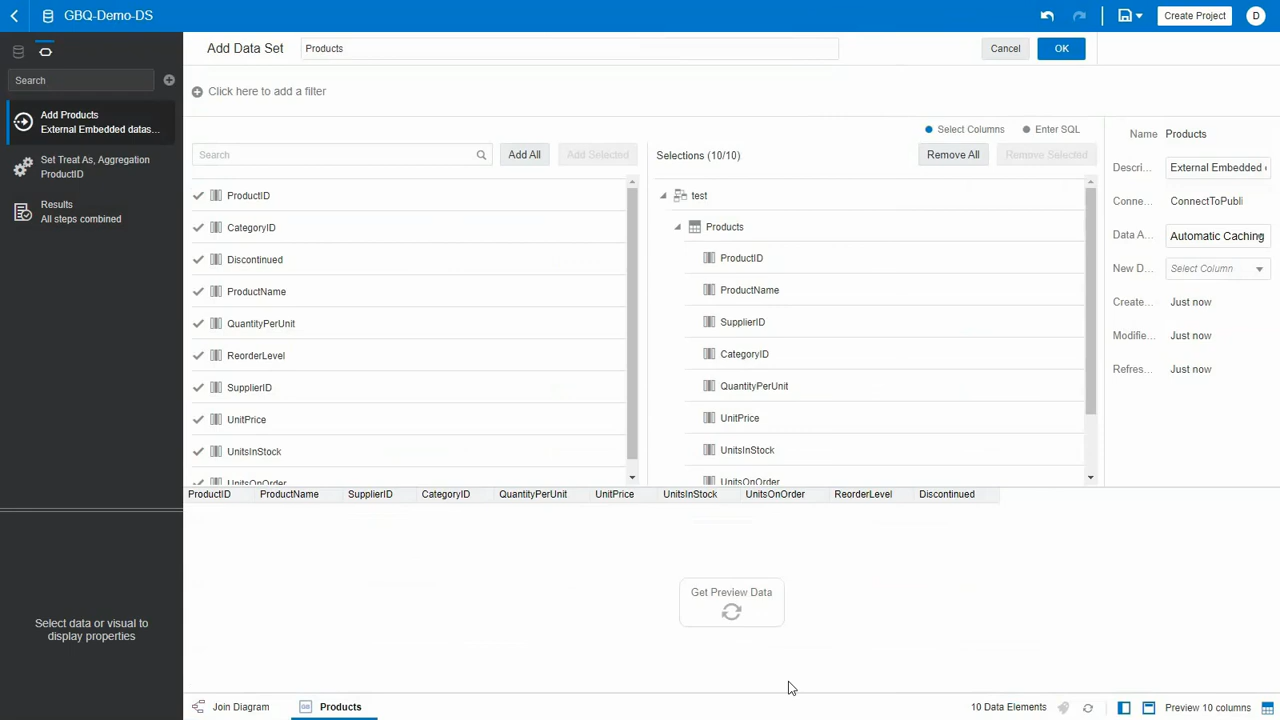 GBQ-Demo-DS
Create Project
D
Add Data Set
Products
Cancel
OK
Search
Click here to add a filter
Add Products
External Embedded datas...
Set Treat As, Aggregation
ProductID
Results
All steps combined
Select Columns
Enter SQL
Search
Add All
Add Selected
Selections (10/10)
Remove All
Remove Selected
ProductID
CategoryID
Discontinued
ProductName
QuantityPerUnit
ReorderLevel
SupplierID
UnitPrice
UnitsInStock
UnitsOnOrder
test
Products
ProductID
ProductName
SupplierID
CategoryID
QuantityPerUnit
UnitPrice
UnitsInStock
UnitsOnOrder
Name Products
Descri... External Embedded
Conne... ConnectToPubli
Data A... Automatic Caching
New D... Select Column
Create... Just now
Modifie... Just now
Refres... Just now
ProductID ProductName SupplierID CategoryID QuantityPerUnit UnitPrice UnitsInStock UnitsOnOrder ReorderLevel Discontinued
Get Preview Data
Select data or visual to
display properties
Join Diagram
Products
10 Data Elements
Preview 10 columns